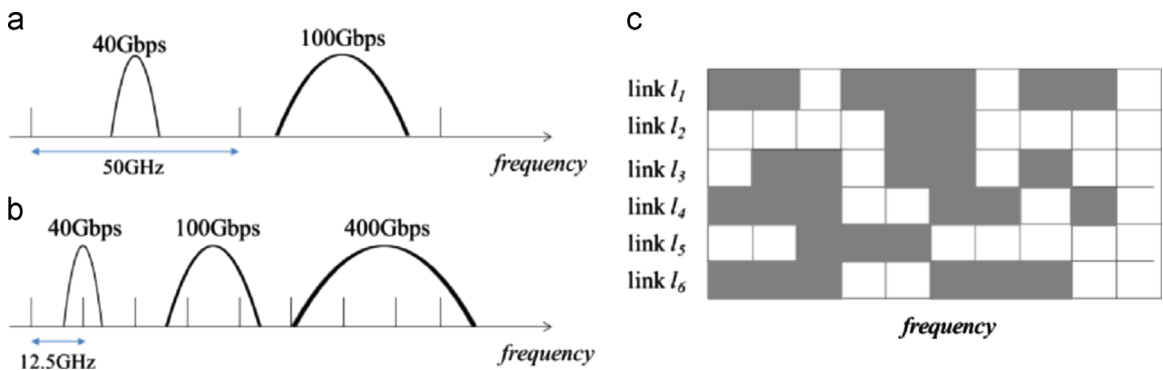 a
40Gbps
100Gbps
50GHz
frequency
b
40Gbps
100Gbps
400Gbps
12.5GHz
frequency
c
link l1
link l2
link l3
link l4
link l5
link l6
frequency